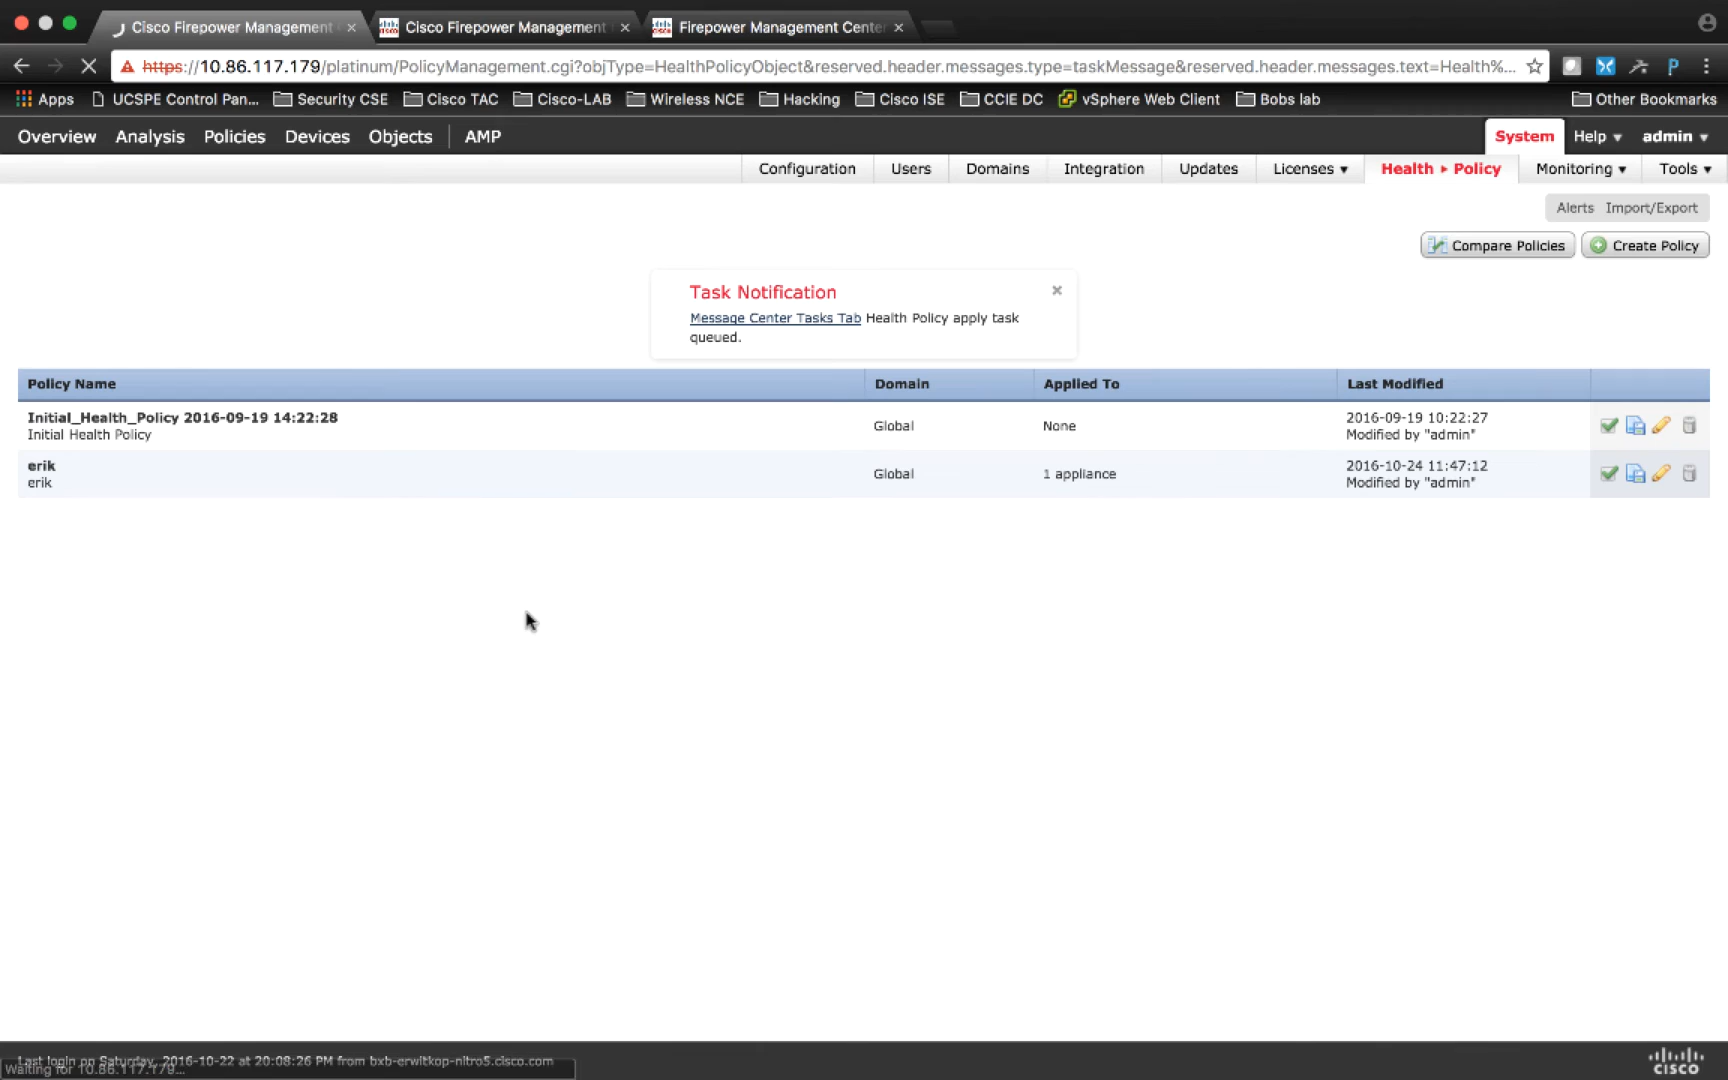 Cisco Firepower Management
Cisco Firepower Management
Firepower Management Cente
https://10.86.117.179/platinum/PolicyManagement.cgi?objType=HealthPolicyObject&reserved.header.messages.type=taskMessage&reserved.header.messages.text=Health%...
Apps UCSPE Control Pan... Security CSE Cisco TAC Cisco-LAB Wireless NCE Hacking Cisco ISE CCIE DC vSphere Web Client Bobs lab Other Bookmarks
Overview Analysis Policies Devices Objects AMP System Help admin
Configuration Users Domains Integration Updates Licenses Health Policy Monitoring Tools
Alerts Import/Export
Compare Policies Create Policy
Task Notification
Message Center Tasks Tab Health Policy apply task
queued.
Policy Name Domain Applied To Last Modified
Initial_Health_Policy 2016-09-19 14:22:28
Initial Health Policy
Global
None
2016-09-19 10:22:27
Modified by "admin"
erik
erik
Global
1 appliance
2016-10-24 11:47:12
Modified by "admin"
Last login on Saturday, 2016-10-22 at 20:08:26 PM from bxb-erwitkop-nitro5.cisco.com
Waiting for 10.86.117.179...
cisco